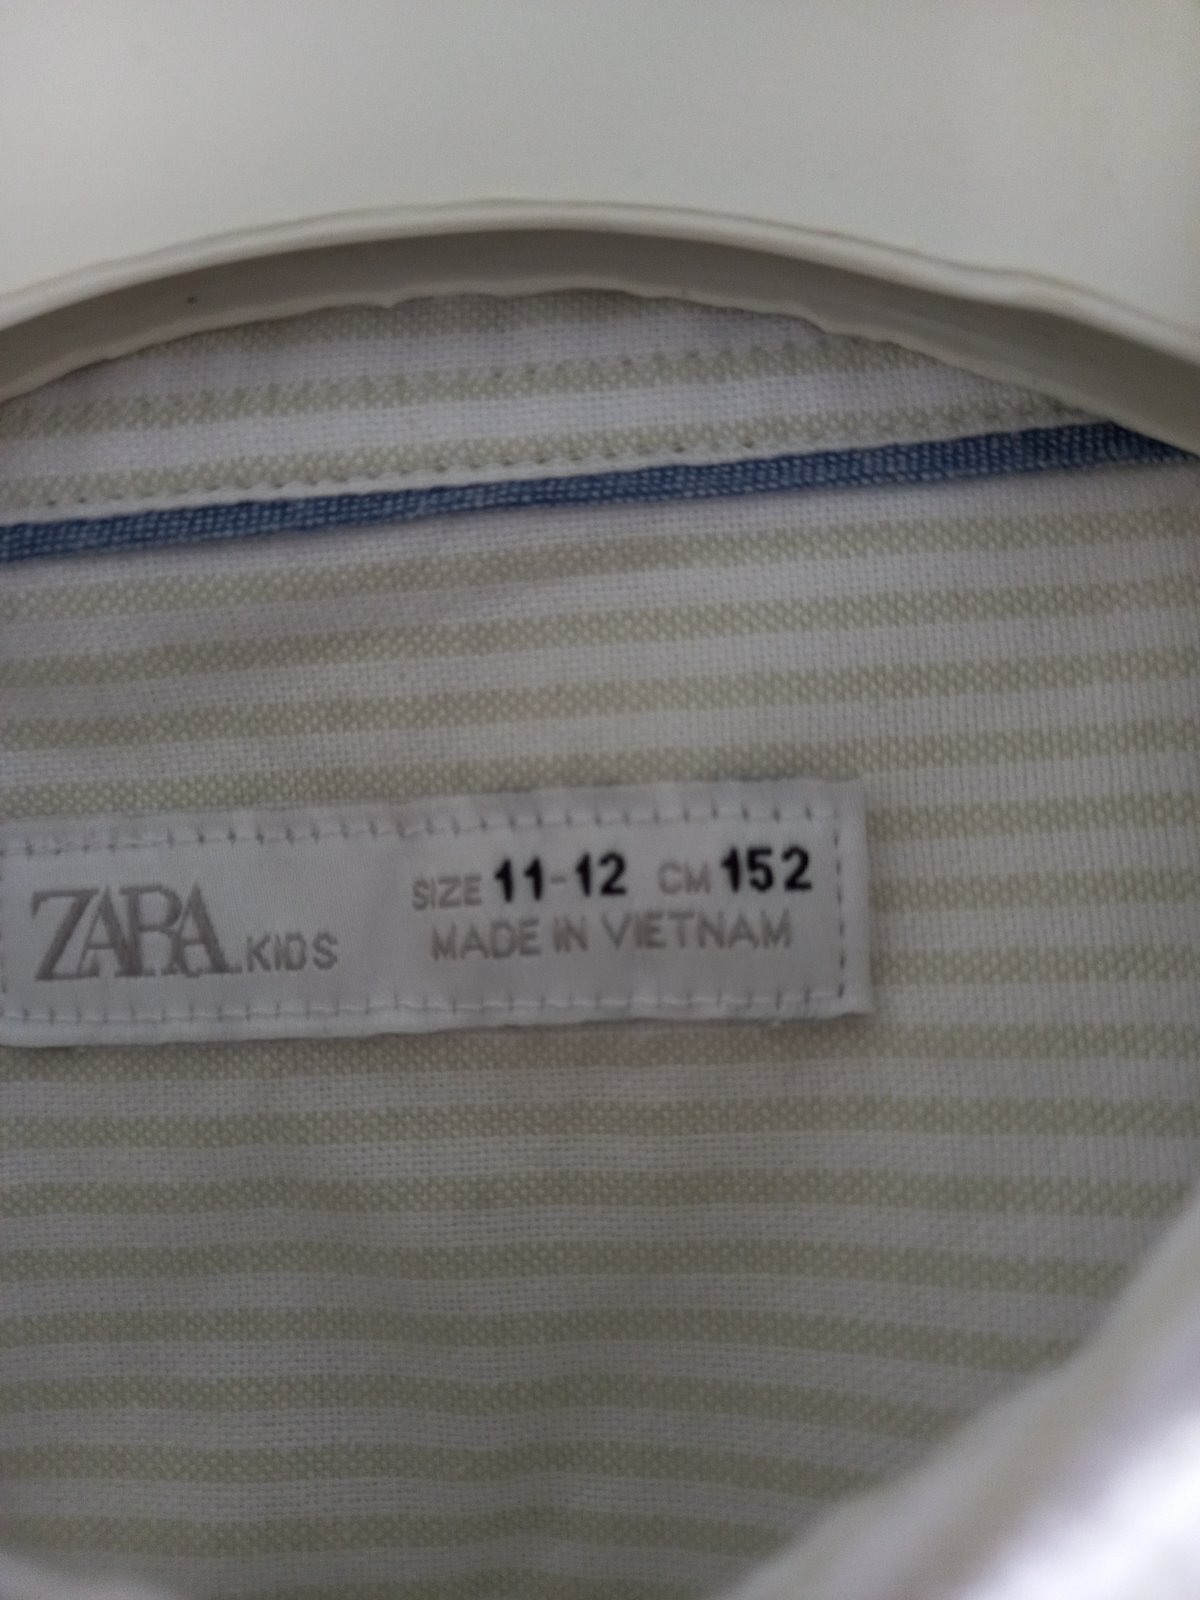 ZARA KIDS
SIZE 11-12 CM 152
MADE IN VIETNAM